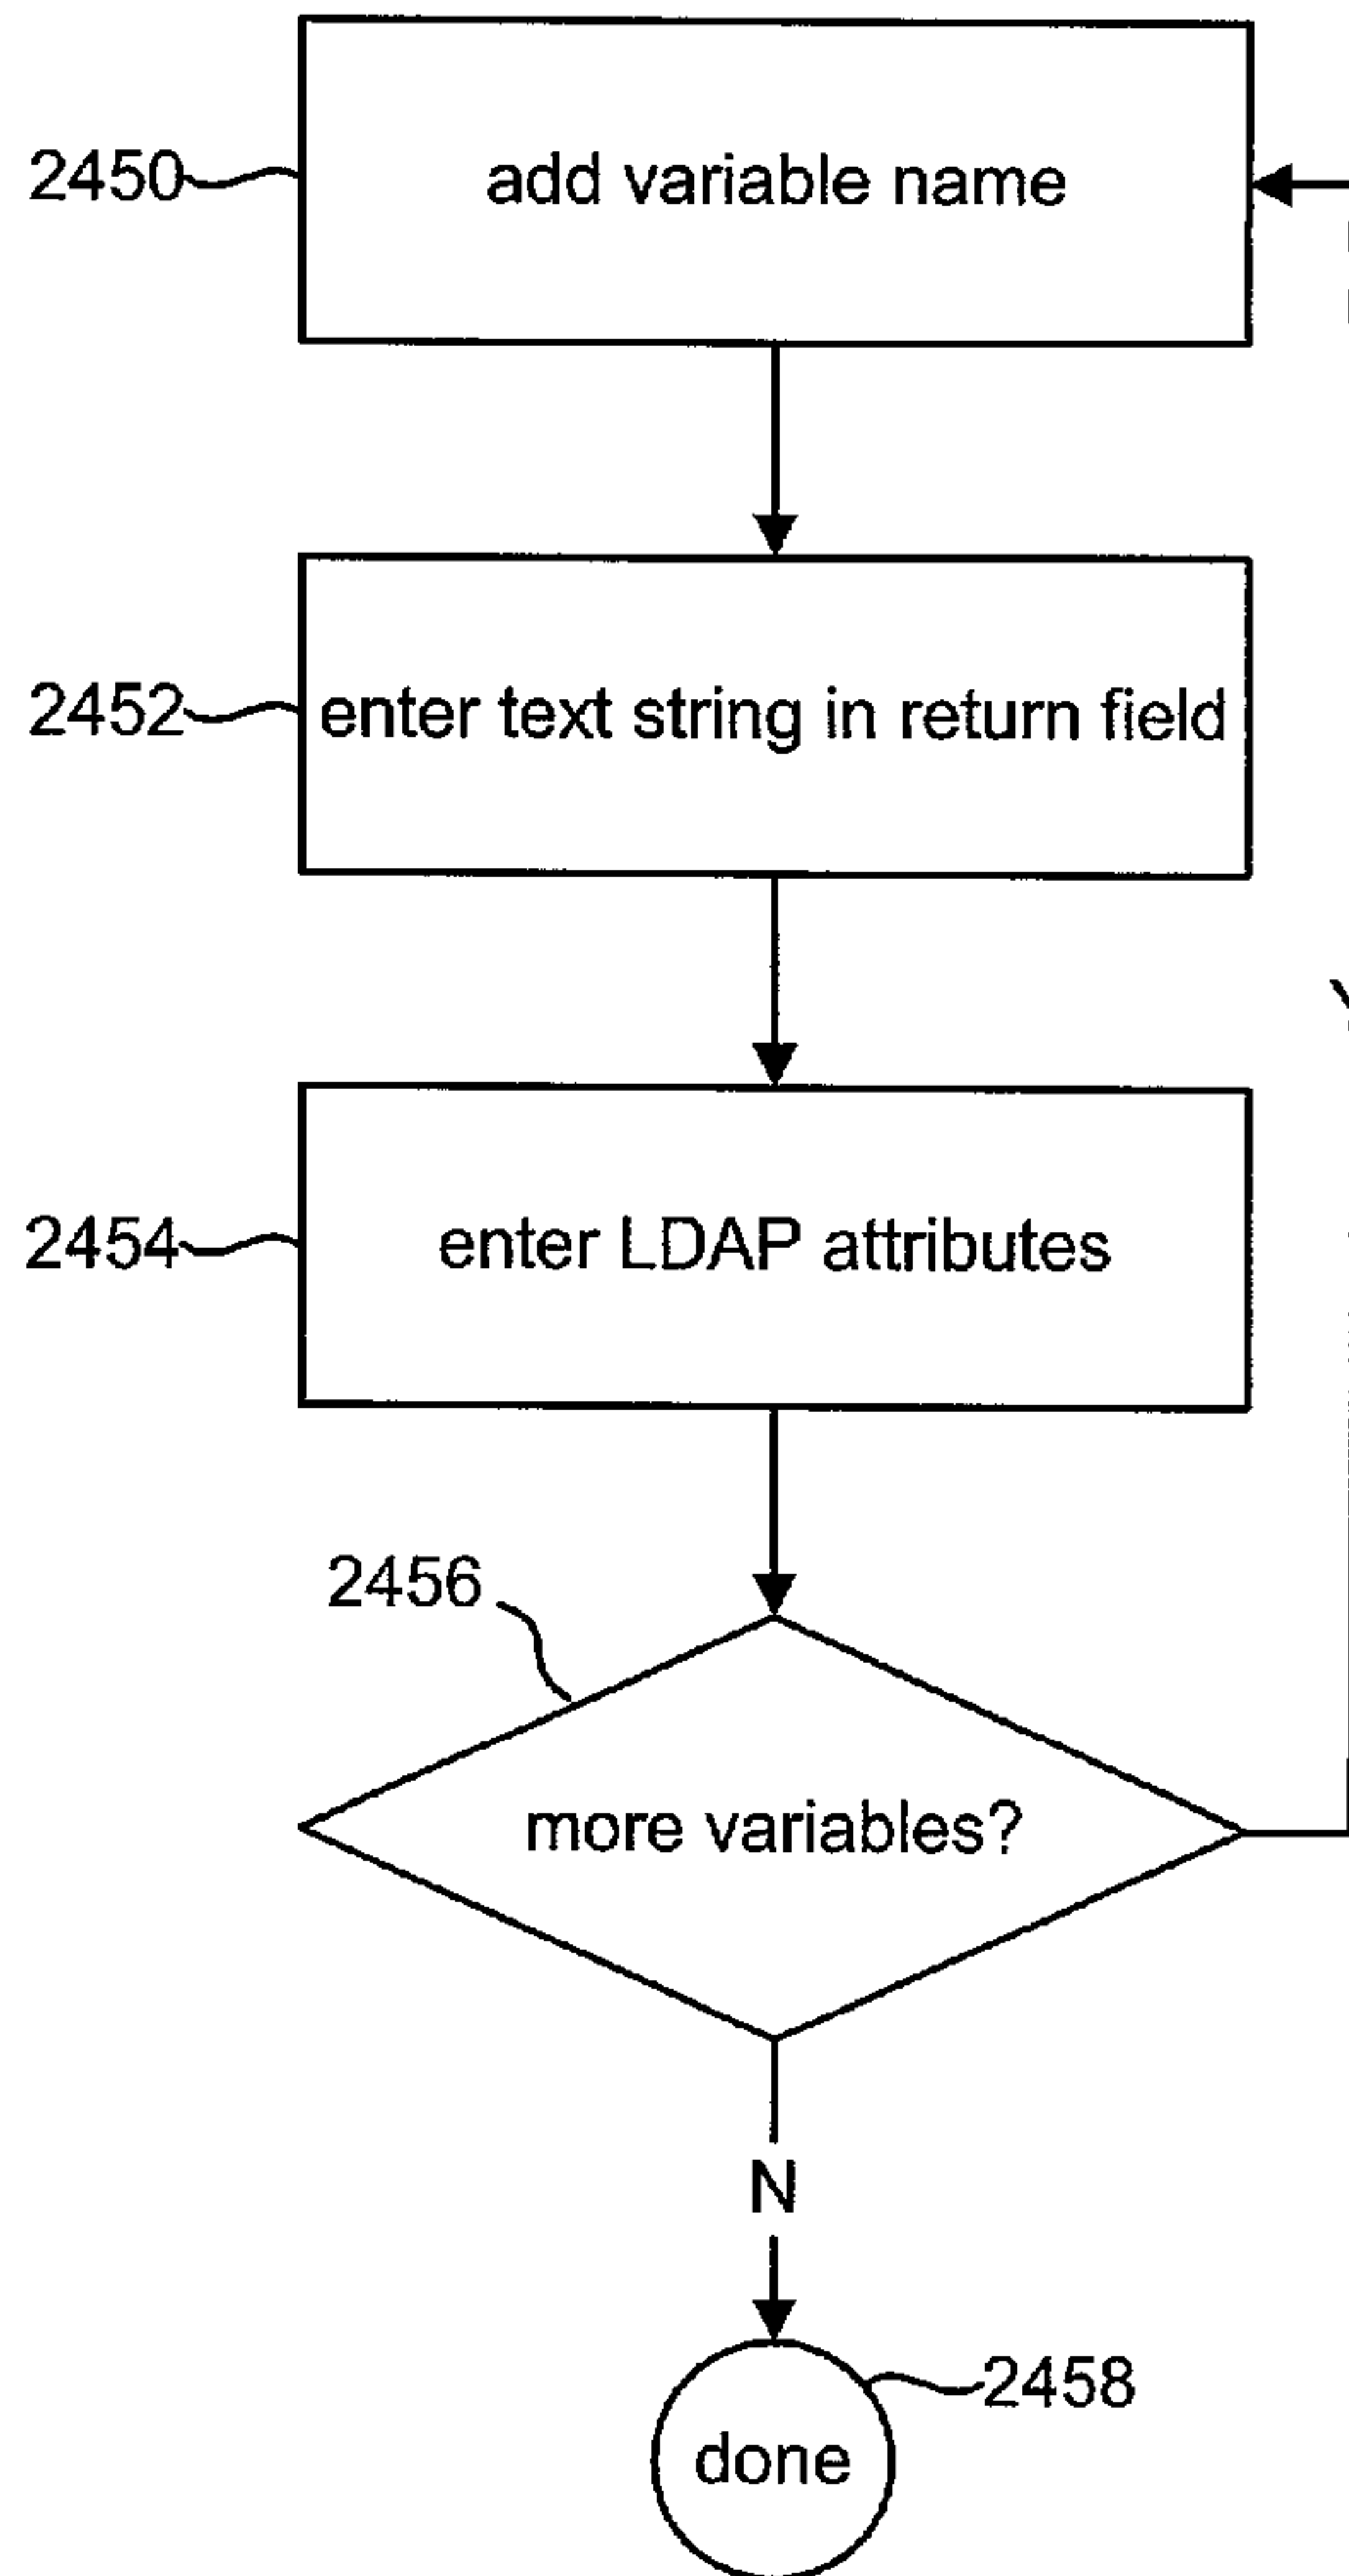 2450
add variable name
2452
enter text string in return field
2454
enter LDAP attributes
2456
more variables?
N
2458
done